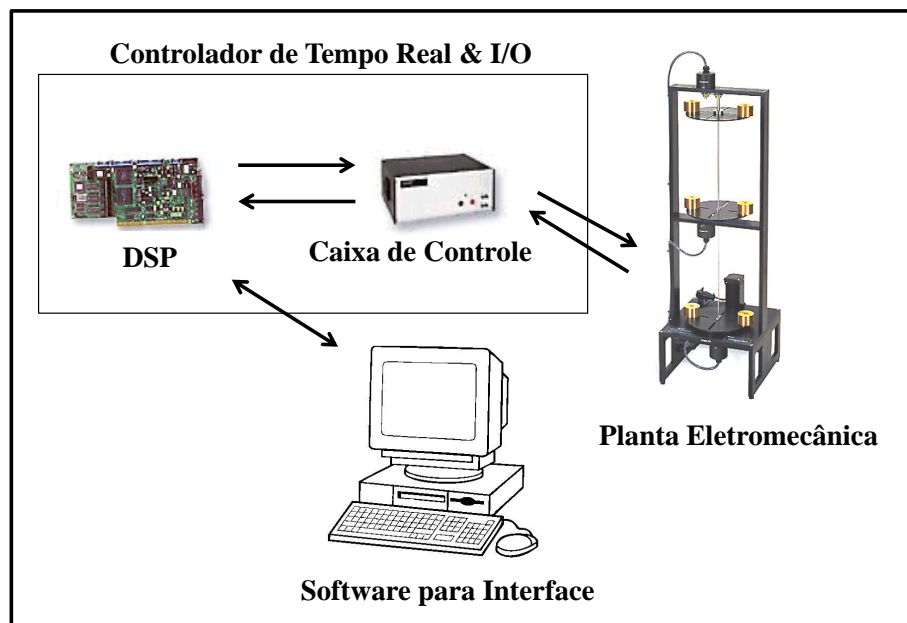 Controlador de Tempo Real & I/O
DSP
Caixa de Controle
Planta Eletromecânica
Software para Interface